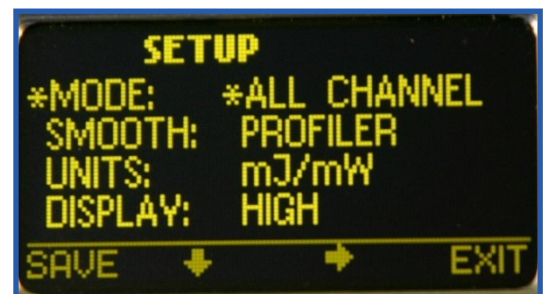 SETUP
*MODE: *ALL CHANNEL
SMOOTH: PROFILER
UNITS: mJ/mW
DISPLAY: HIGH
SAVE EXIT